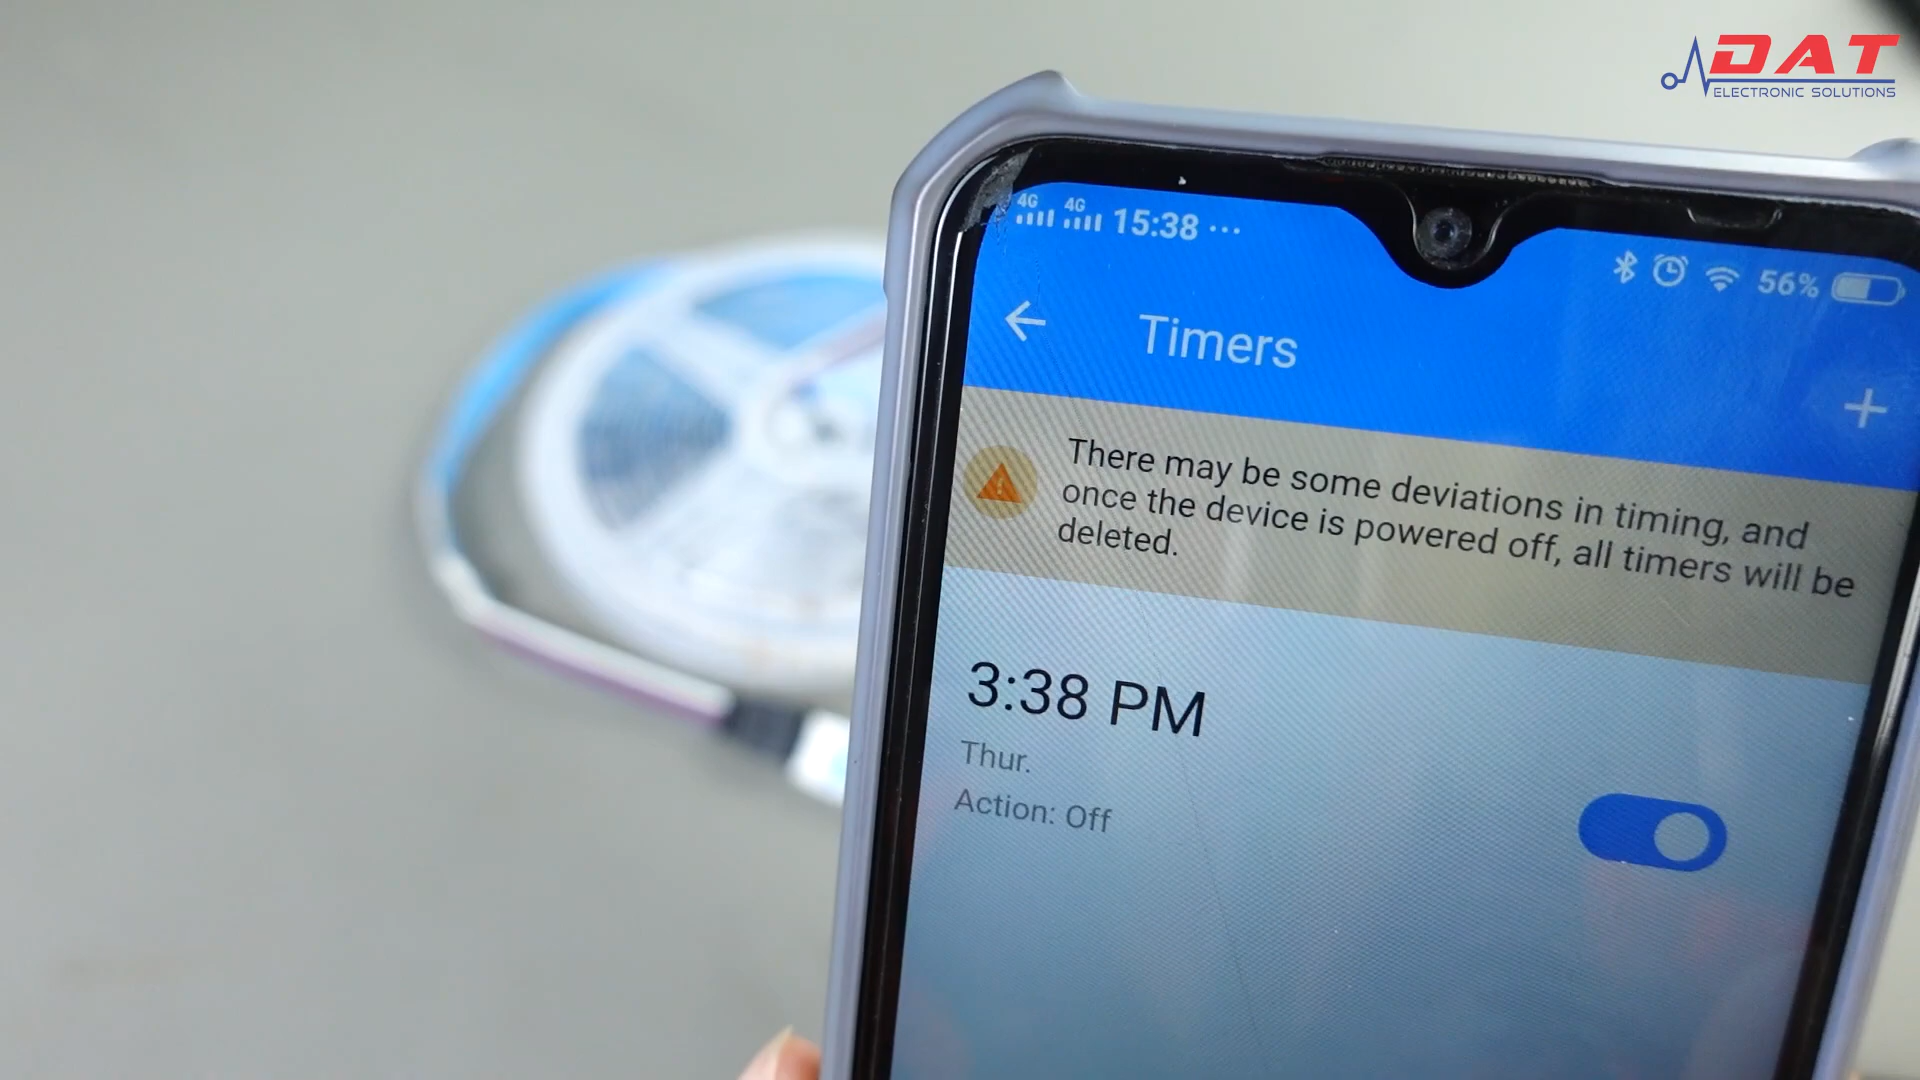 DAT
ELECTRONIC SOLUTIONS
4G 4G 15:38 ...
56%
Timers
There may be some deviations in timing, and
once the device is powered off, all timers will be
deleted.
3:38 PM
Thur.
Action: Off